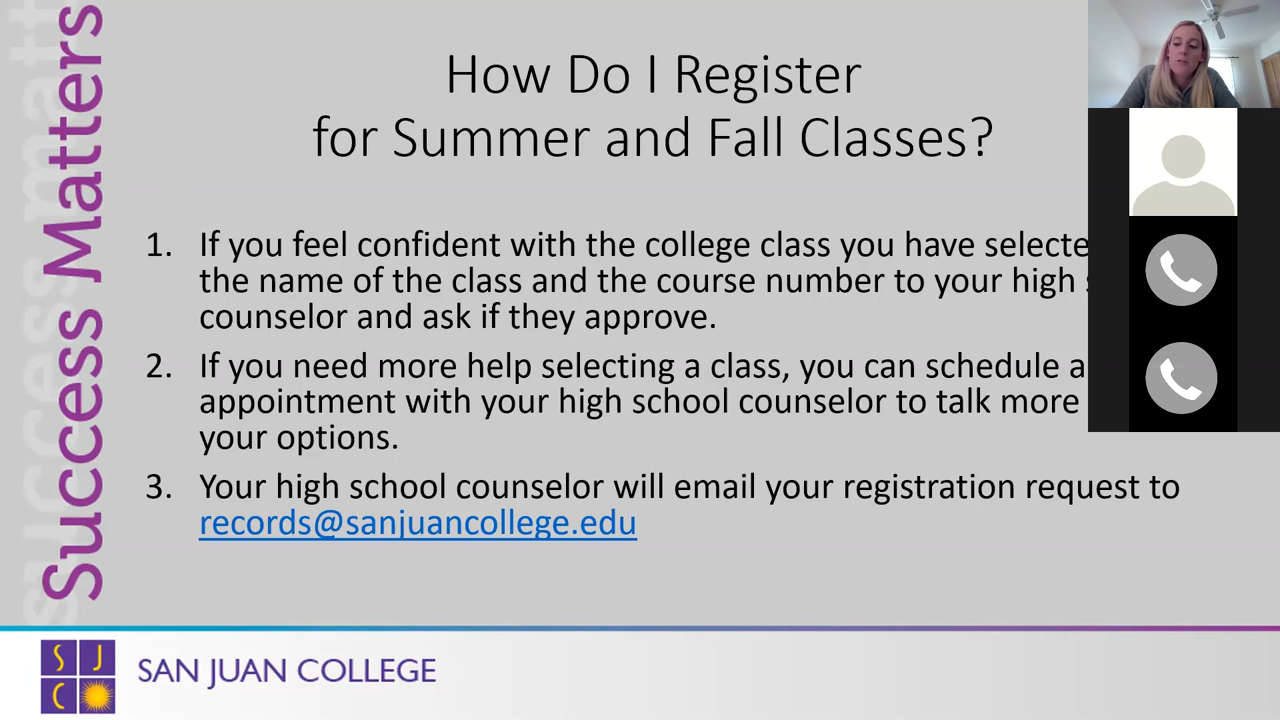 How Do I Register
for Summer and Fall Classes?
1. If you feel confident with the college class you have
the name of the class and the course number to your high
counselor and ask if they approve.
2. If you need more help selecting a class, you can schedule
appointment with your high school counselor to talk more
your options.
3. Your high school counselor will email your registration request to
records@sanjuancollege.edu
Success Matters
success matt
SJC
SAN JUAN COLLEGE